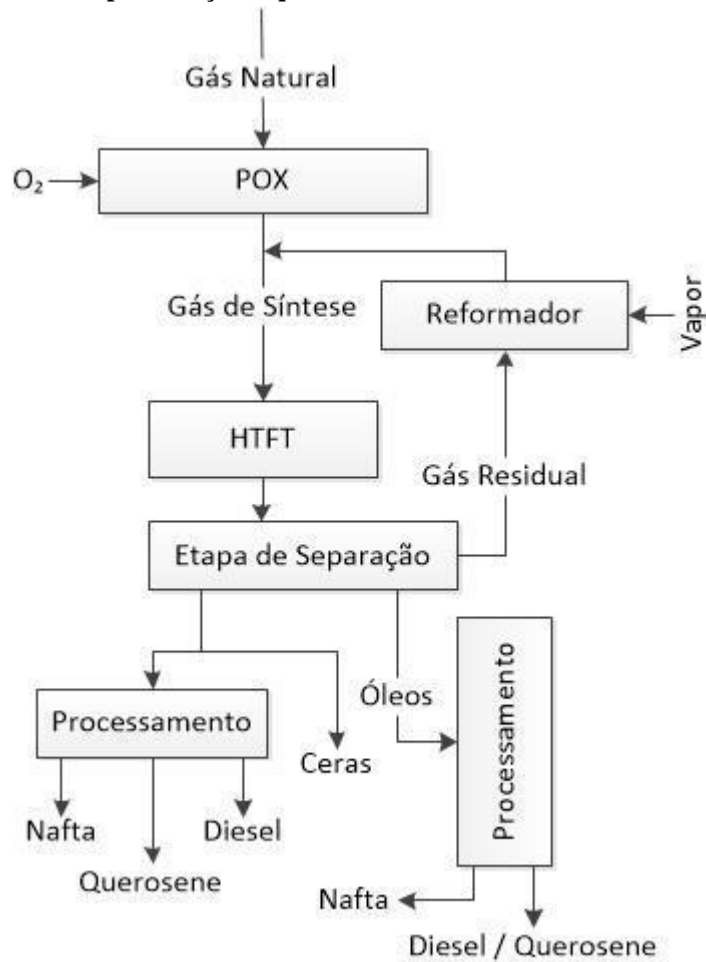 Gás Natural
O₂
POX
Gás de Síntese
Reformador
Vapor
HTFT
Gás Residual
Etapa de Separação
Processamento
Óleos
Processamento
Ceras
Nafta
Diesel
Querosene
Nafta
Diesel / Querosene